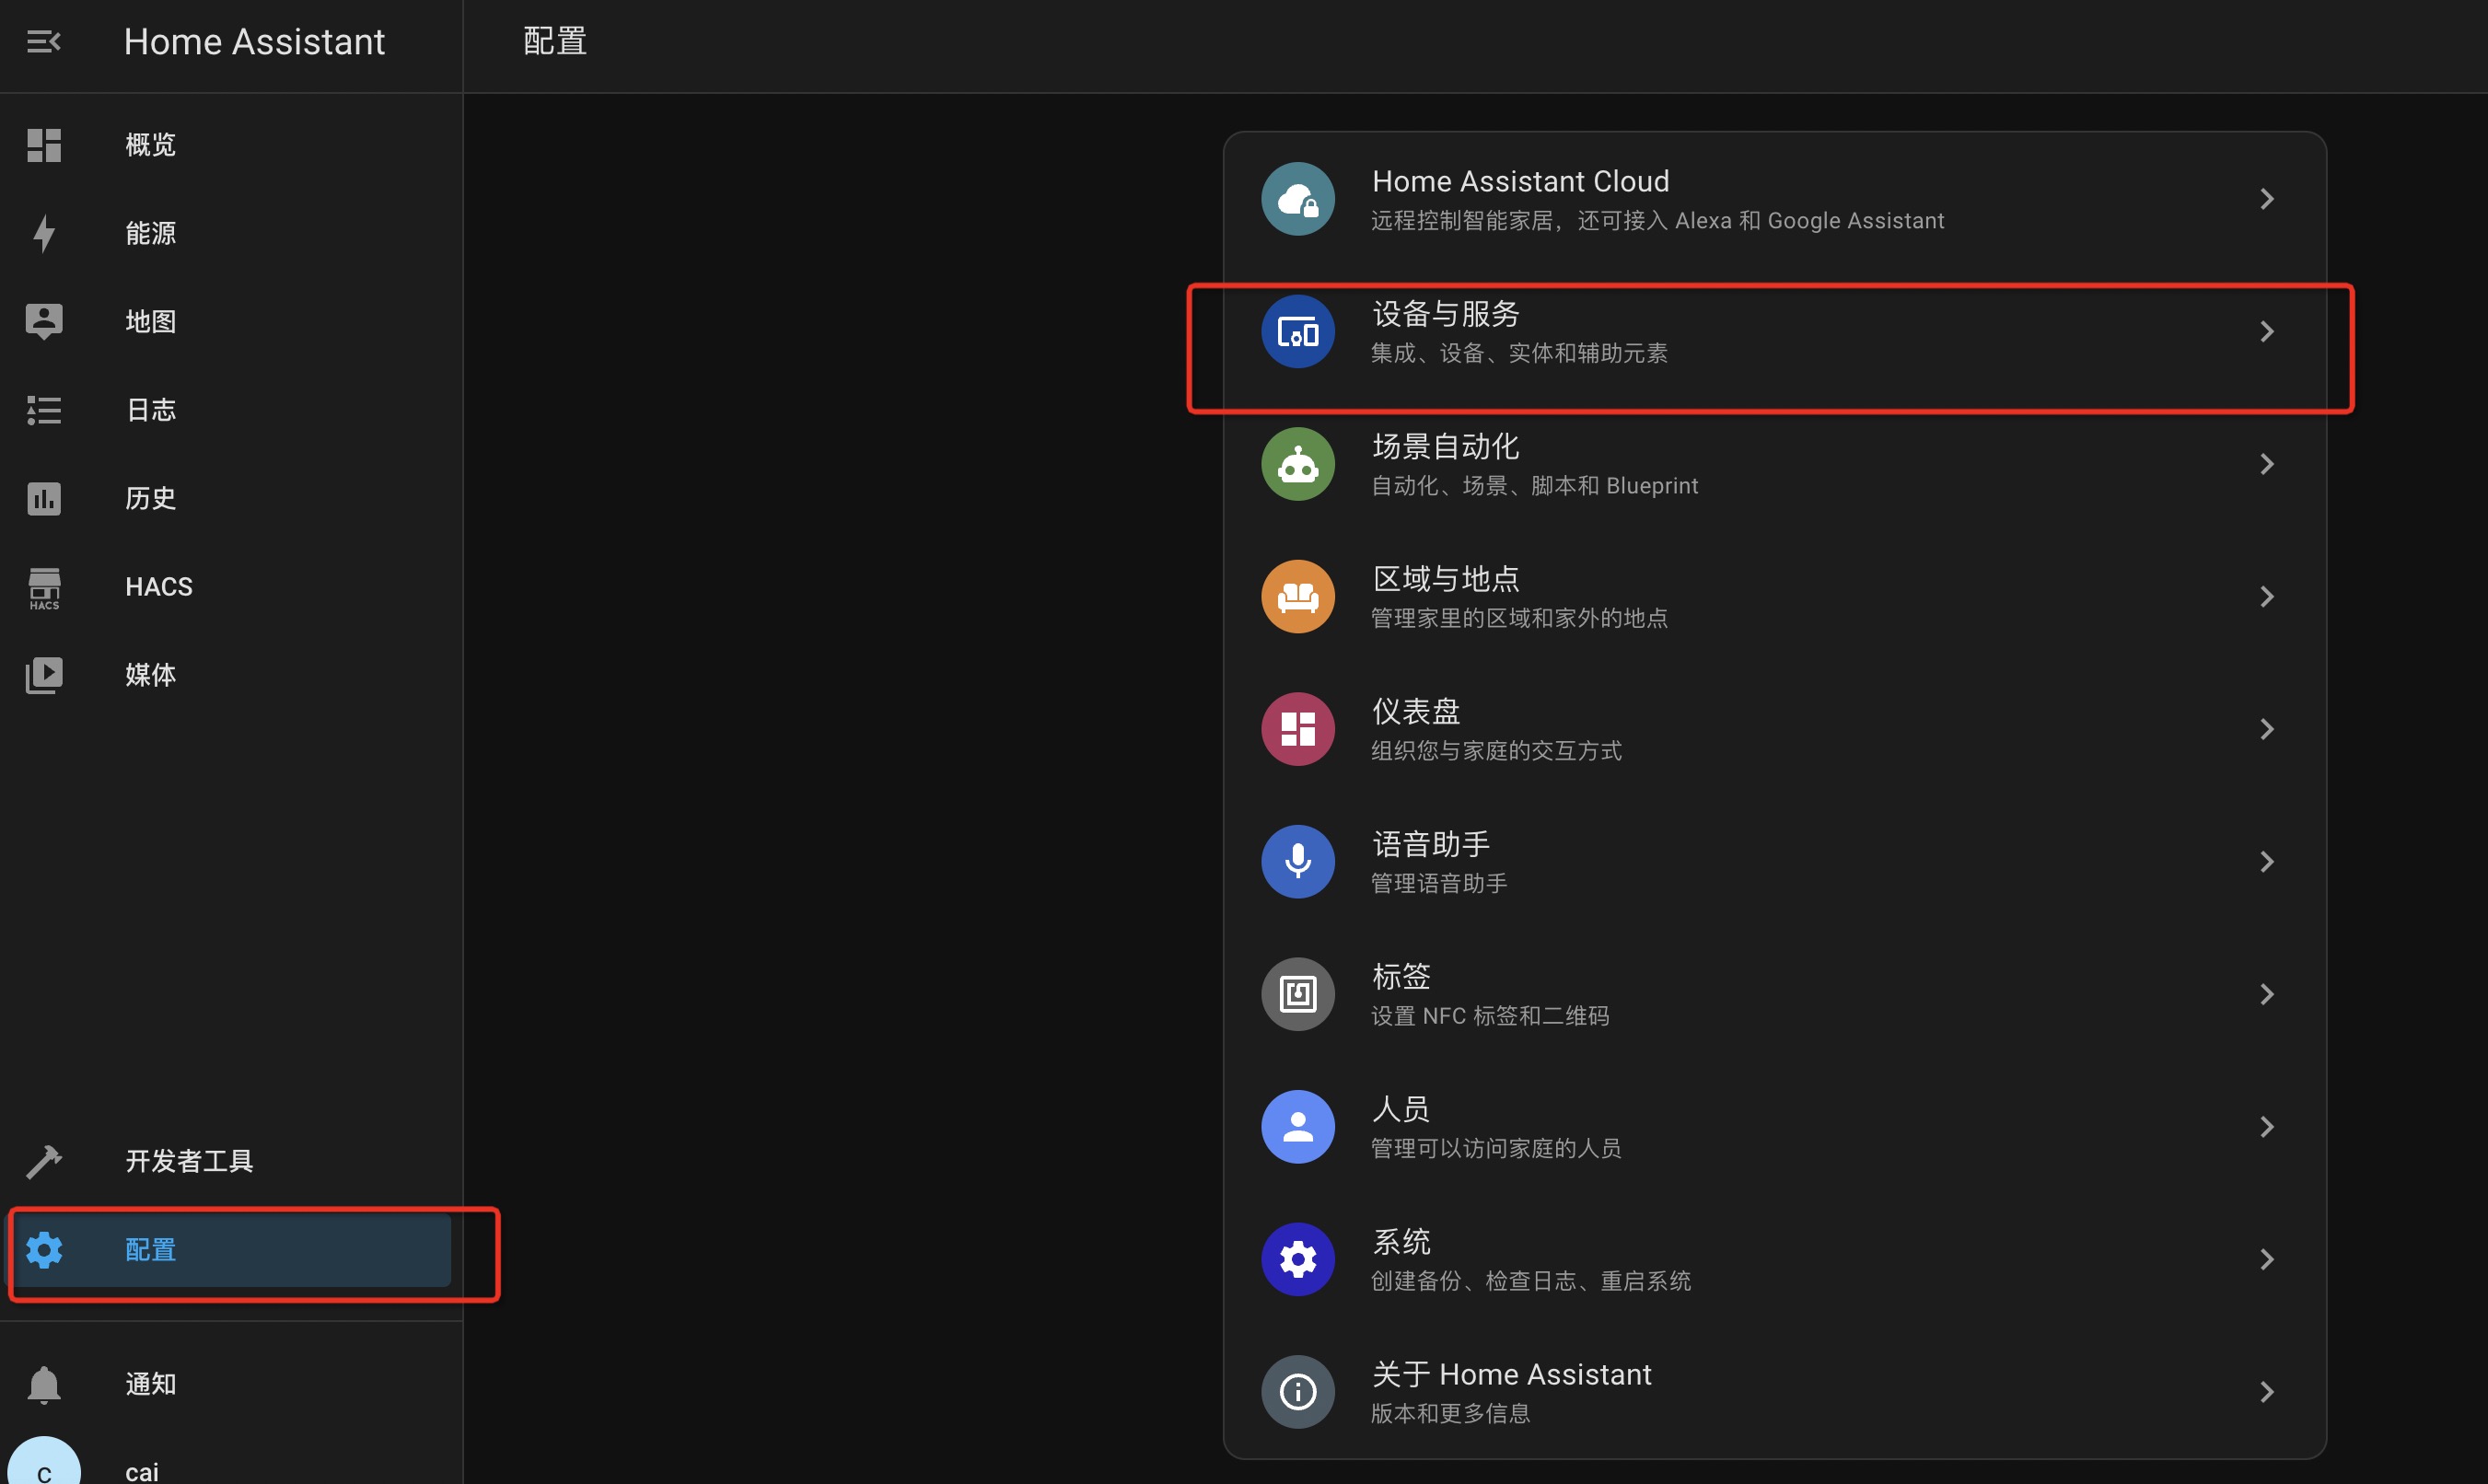 Home Assistant
配置
概览
能源
地图
日志
历史
HACS
HACS
媒体
开发者工具
配置
通知
c
cai
Home Assistant Cloud
远程控制智能家居，还可接入 Alexa 和 Google Assistant
设备与服务
集成、设备、实体和辅助元素
场景自动化
自动化、场景、脚本和 Blueprint
区域与地点
管理家里的区域和家外的地点
仪表盘
组织您与家庭的交互方式
语音助手
管理语音助手
标签
设置 NFC 标签和二维码
人员
管理可以访问家庭的人员
系统
创建备份、检查日志、重启系统
关于 Home Assistant
版本和更多信息